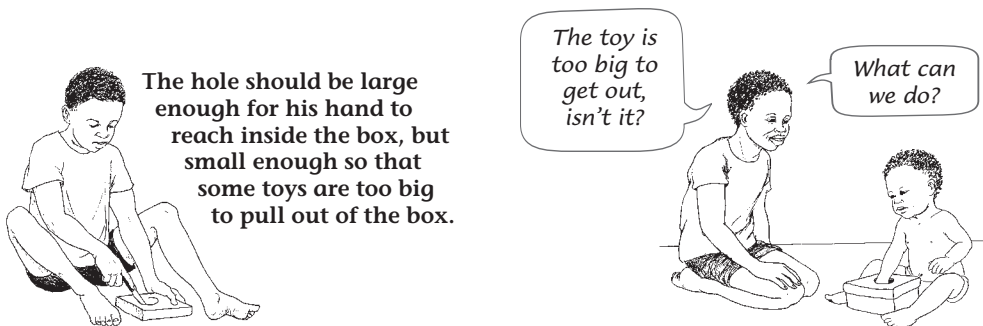 The hole should be large
enough for his hand to
reach inside the box, but
small enough so that
some toys are too big
to pull out of the box.
The toy is
too big to
get out,
isn't it?
What can
we do?